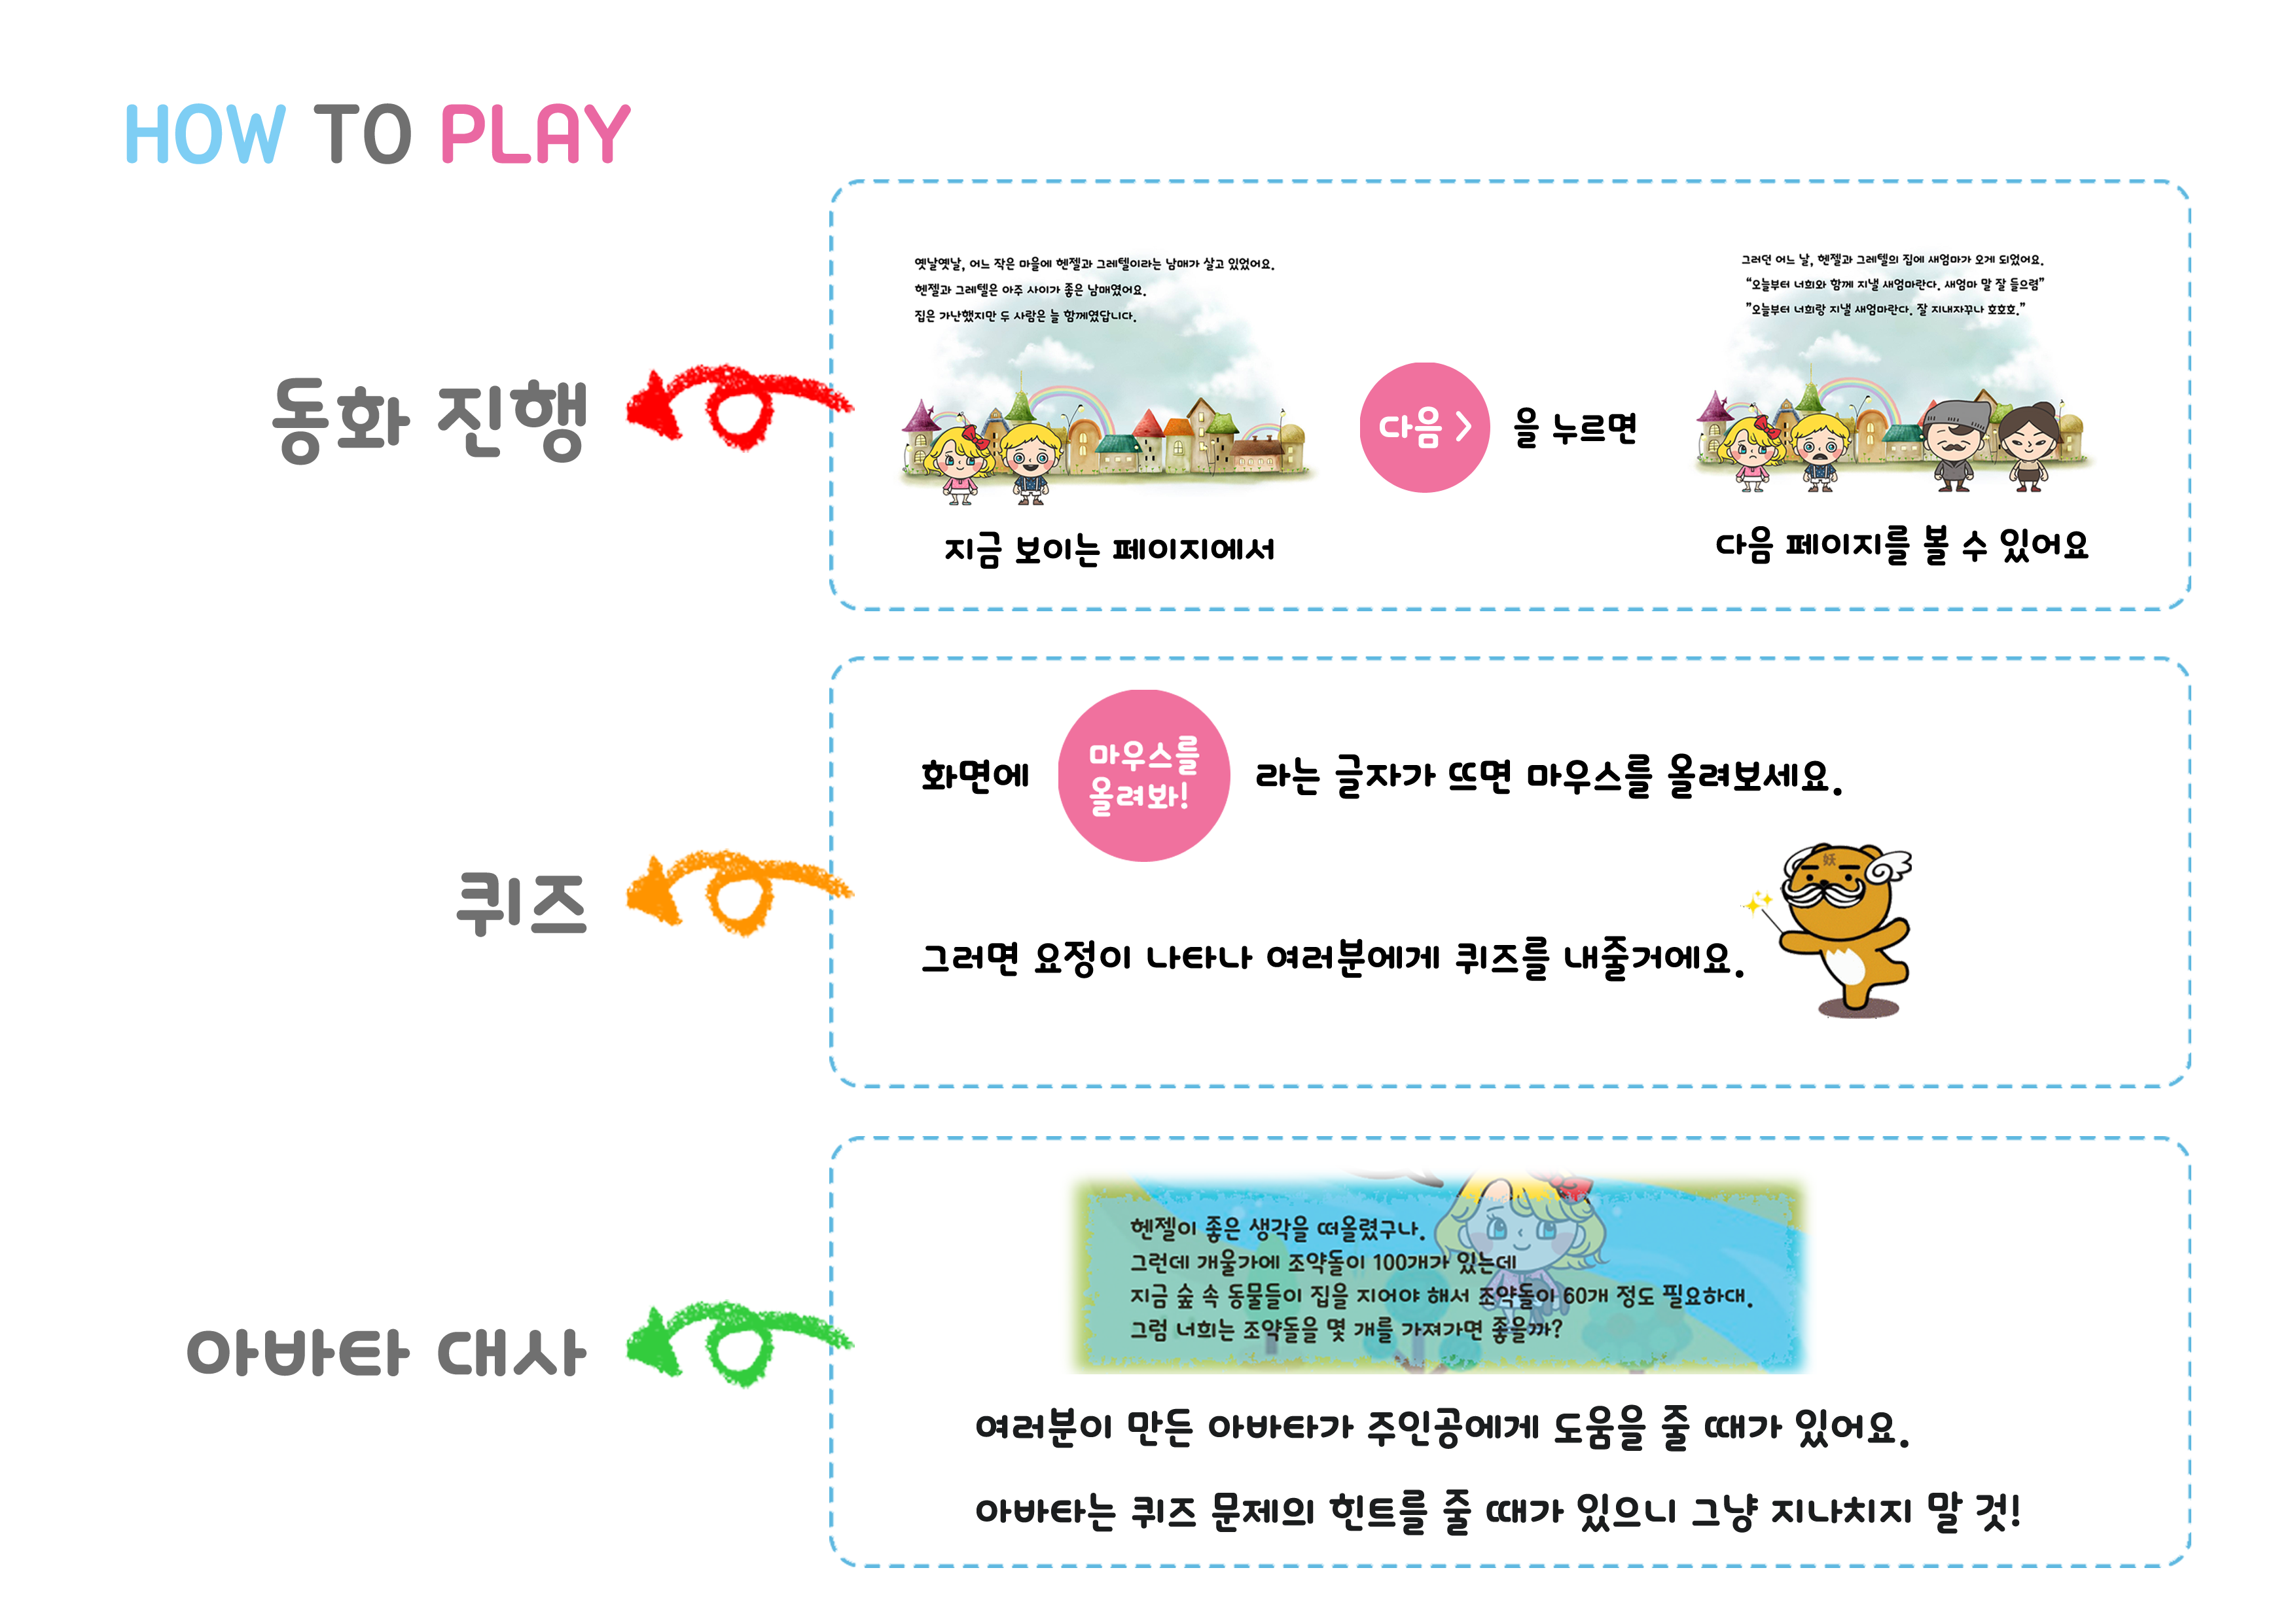 HOW TO PLAY
동화 진행
옛날옛날, 어느 작은 마을에 헨젤과 그레텔이라는 남매가 살고 있었어요.
헨젤과 그레텔은 아주 사이가 좋은 남매였어요.
집은 가난했지만 두 사람은 늘 함께였답니다.
지금 보이는 페이지에서
다음 > 을 누르면
그러던 어느 날, 헨젤과 그레텔의 집에 새엄마가 오게 되었어요.
“오늘부터 너희와 함께 지낼 새엄마란다. 새엄마 말 잘 들으렴”
”오늘부터 너희랑 지낼 새엄마란다. 잘 지내자꾸나 호호호.”
다음 페이지를 볼 수 있어요
퀴즈
화면에 마우스를 올려봐! 라는 글자가 뜨면 마우스를 올려보세요.
妖
그러면 요정이 나타나 여러분에게 퀴즈를 내줄거에요.
아바타 대사
헨젤이 좋은 생각을 떠올렸구나.
그런데 개울가에 조약돌이 100개가 있는데
지금 숲 속 동물들이 집을 지어야 해서 조약돌이 60개 정도 필요하대.
그럼 너희는 조약돌을 몇 개를 가져가면 좋을까?
여러분이 만든 아바타가 주인공에게 도움을 줄 때가 있어요.
아바타는 퀴즈 문제의 힌트를 줄 때가 있으니 그냥 지나치지 말 것!